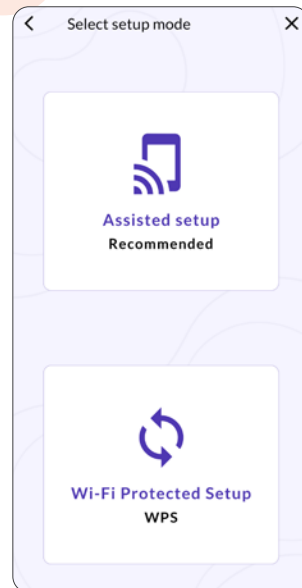 Select setup mode
Assisted setup
Recommended
Wi-Fi Protected Setup
WPS